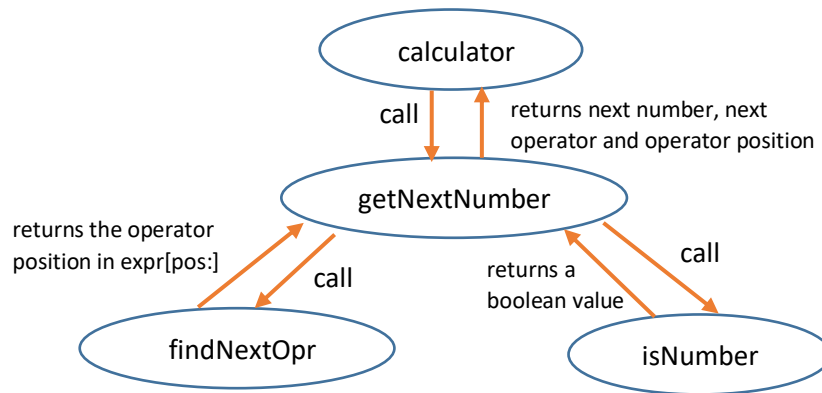 calculator
call
returns next number, next
operator and operator position
getNextNumber
returns the operator
position in expr[pos:]
call
returns a
boolean value
call
findNextOpr
isNumber